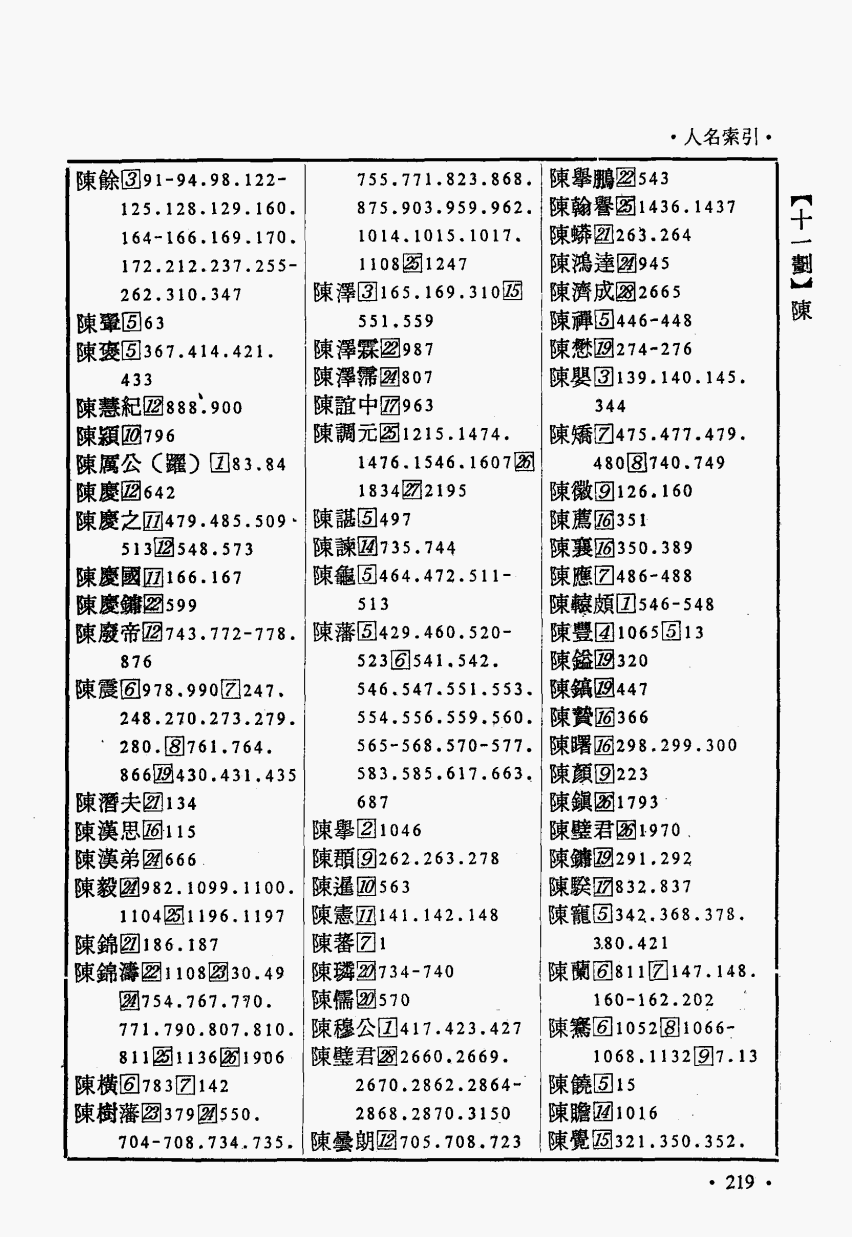 ·人名索引·
陳餘[3]91-94.98.122-
125.128.129.160.
164-166.169.170.
172.212.237.255-
262.310.347
陳翬[5]63
陳褒[5]367.414.421.
433
陳慧紀[12]888.900
陳潁[10]796
陳厲公（躍）[1]83.84
陳慶[12]642
陳慶之[11]479.485.509.
513[12]548.573
陳慶國[11]166.167
陳慶鏞[22]599
陳廢帝[12]743.772-778.
876
陳震[6]978.990[7]247.
248.270.273.279.
280.[8]761.764.
866[19]430.431.435
陳潛夫[21]134
陳漢思[16]115
陳漢弟[24]666
陳毅[24]982.1099.1100.
1104[25]1196.1197
陳錦[21]186.187
陳錦濤[22]1108[23]30.49
[24]754.767.770.
771.790.807.810.
811[25]1136[26]1906
陳橫[6]783[7]142
陳樹藩[23]379[24]550.
704-708.734.735.
755.771.823.868.
875.903.959.962.
1014.1015.1017.
1108[25]1247
陳澤[3]165.169.310[15]
551.559
陳澤霖[22]987
陳澤霈[24]807
陳誼中[17]963
陳調元[25]1215.1474.
1476.1546.1607[26]
1834[27]2195
陳諶[5]497
陳諫[14]735.744
陳龜[5]464.472.511-
513
陳藩[5]429.460.520-
523[6]541.542.
546.547.551.553.
554.556.559.560.
565-568.570-577.
583.585.617.663.
687
陳舉[2]1046
陳頵[9]262.263.278
陳暹[10]563
陳憲[11]141.142.148
陳蕃[7]1
陳璘[20]734-740
陳儒[20]570
陳穆公[1]417.423.427
陳璧君[28]2660.2669.
2670.2862.2864-
2868.2870.3150
陳曇朗[12]705.708.723
陳舉鵬[22]543
陳翰譽[25]1436.1437
陳蟒[21]263.264
陳鴻達[24]945
陳濟成[28]2665
陳禪[5]446-448
陳懋[19]274-276
陳嬰[3]139.140.145.
344
陳矯[7]475.477.479.
480[8]740.749
陳徽[9]126.160
陳薦[16]351
陳襄[16]350.389
陳應[7]486-488
陳轅頗[1]546-548
陳豐[4]1065[5]13
陳鎰[19]320
陳鎬[19]447
陳贄[16]366
陳曙[16]298.299.300
陳顏[9]223
陳鎮[26]1793
陳璧君[26]1970
陳鏞[19]291.292
陳騤[17]832.837
陳寵[5]342.368.378.
380.421
陳蘭[6]811[7]147.148.
160-162.202
陳騫[6]1052[8]1066-
1068.1132[9]7.13
陳饒[5]15
陳贍[14]1016
陳覺[15]321.350.352.
【十一劃】陳
·219·